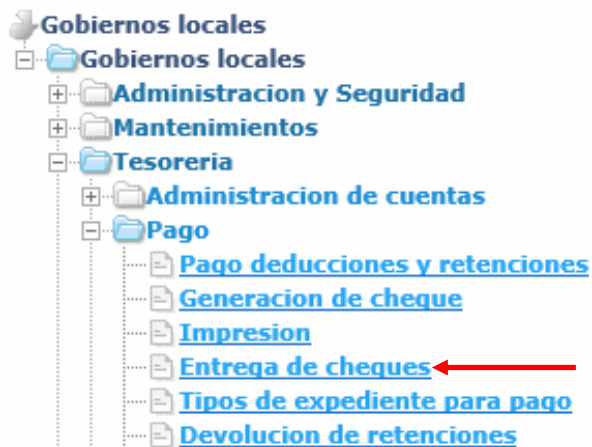 Gobiernos locales
Gobiernos locales
Administracion y Seguridad
Mantenimientos
Tesoreria
Administracion de cuentas
Pago
Pago deducciones y retenciones
Generacion de cheque
Impresion
Entrega de cheques
Tipos de expediente para pago
Devolucion de retenciones